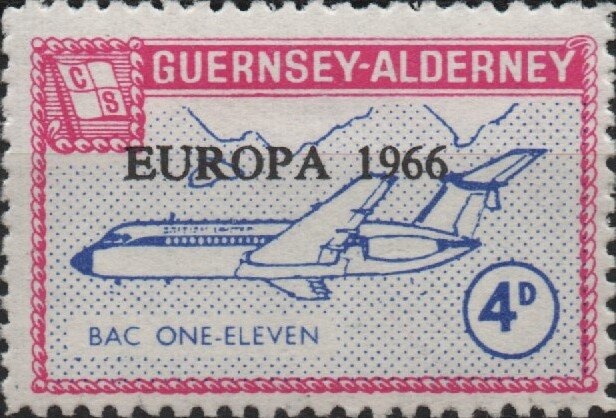 C S
GUERNSEY-ALDERNEY
EUROPA 1966
BAC ONE-ELEVEN
4D